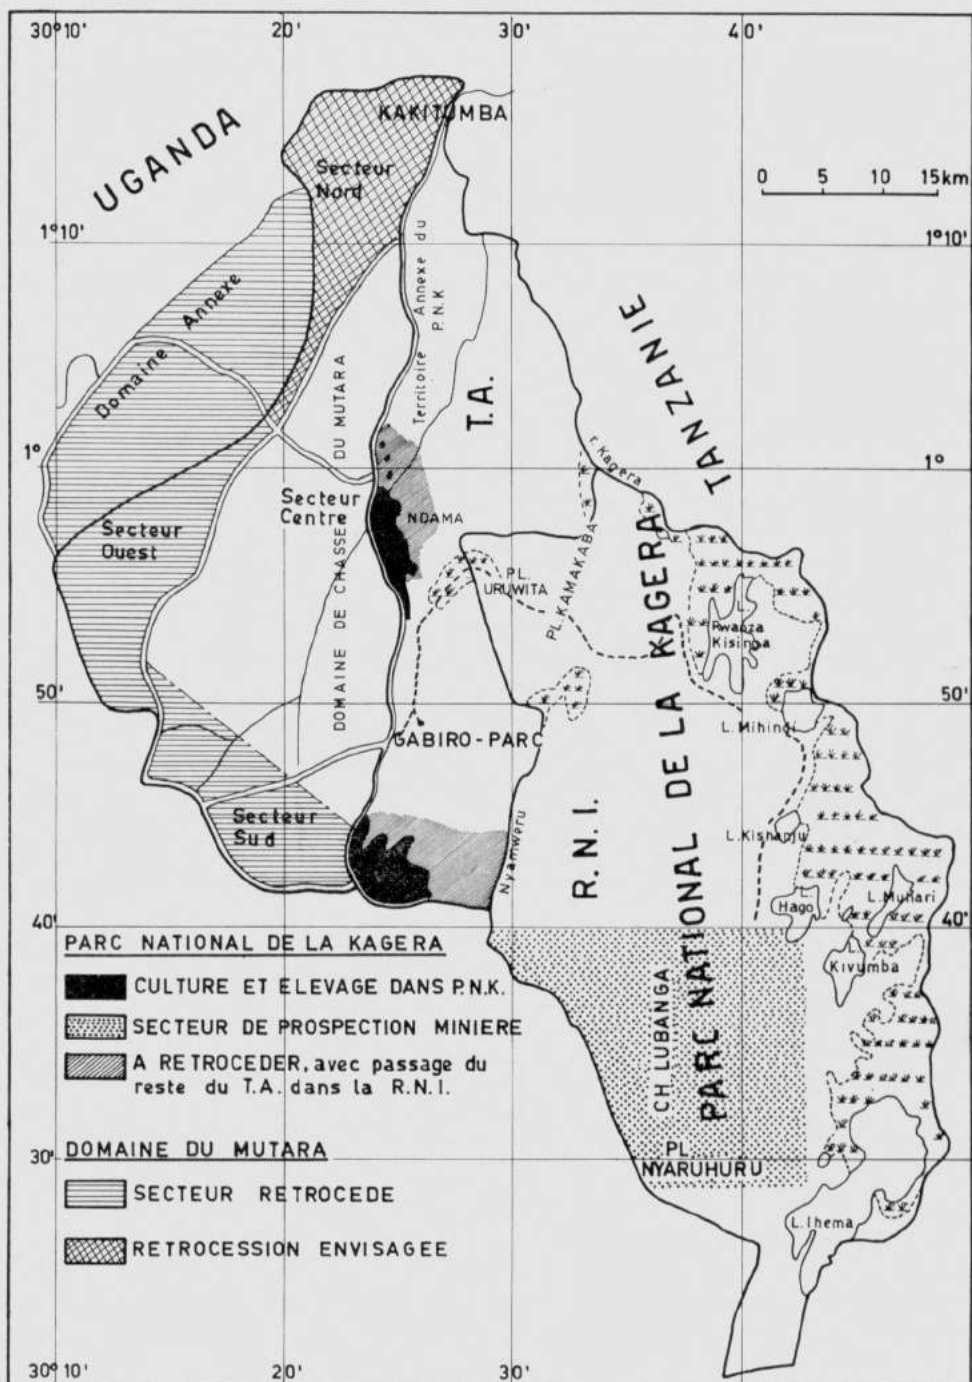 30° 10' 20' 30' 40'
UGANDA
KAKITUMBA
Secteur
Nord
0 5 10 15km
1° 10' 1° 10'
Domaine Annexe
Territoire Annexe du
P.N.K
T.A.
TANZANIE
DOMAINE DE CHASSE DU MUTARA
1° 1°
r. Kagera
Secteur
Centre
NDAMA
Secteur
Ouest
PL.
URUWITA
PL. KAMAKABA
L.
Rwanza
Kisinga
50' 50'
L.Mihindi
GABIRO-PARC
PARC NATIONAL DE LA KAGERA
Secteur
Sud
Nyamweru
R.N.I.
L.Kishanju
L.
Hago
L.Muhari
40' 40'
L.
Kivumba
CH LUBANGA
PL.
NYARUHURU
L.Ihema
PARC NATIONAL DE LA KAGERA
CULTURE ET ELEVAGE DANS P.N.K.
SECTEUR DE PROSPECTION MINIERE
A RETROCEDER, avec passage du
reste du T.A. dans la R.N.I.
DOMAINE DU MUTARA
30'
SECTEUR RETROCEDE
RETROCESSION ENVISAGEE
30° 10' 20' 30' 40'